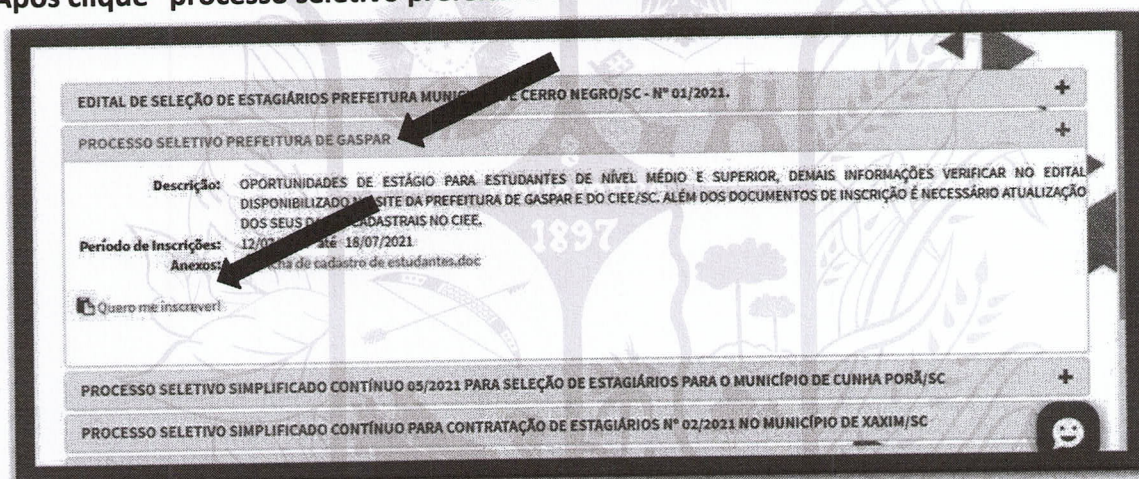 Após clique "processo seletivo
EDITAL DE SELEÇÃO DE ESTAGIÁRIOS PREFEITURA DE CERRO NEGRO/SC - Nº 01/2021.
PROCESSO SELETIVO PREFEITURA DE GASPAR
Descrição: OPORTUNIDADES DE ESTÁGIO PARA ESTUDANTES DE NÍVEL MÉDIO E SUPERIOR, DEMAIS INFORMAÇÕES VERIFICAR NO EDITAL
DISPONIBILIZADO SITE DA PREFEITURA DE GASPAR E DO CIEE/SC. ALÉM DOS DOCUMENTOS DE INSCRIÇÃO É NECESSÁRIO ATUALIZAÇÃO
DOS SEUS CADASTRAIS NO CIEE.
Período de Inscrições: até 18/07/2021
Anexos: de cadastro de estudantes.doc
1897
Quero me inscrever!
PROCESSO SELETIVO SIMPLIFICADO CONTÍNUO 05/2021 PARA SELEÇÃO DE ESTAGIÁRIOS PARA O MUNICÍPIO DE CUNHA PORÃ/SC
PROCESSO SELETIVO SIMPLIFICADO CONTÍNUO PARA CONTRATAÇÃO DE ESTAGIÁRIOS Nº 02/2021 NO MUNICÍPIO DE XAXIM/SC